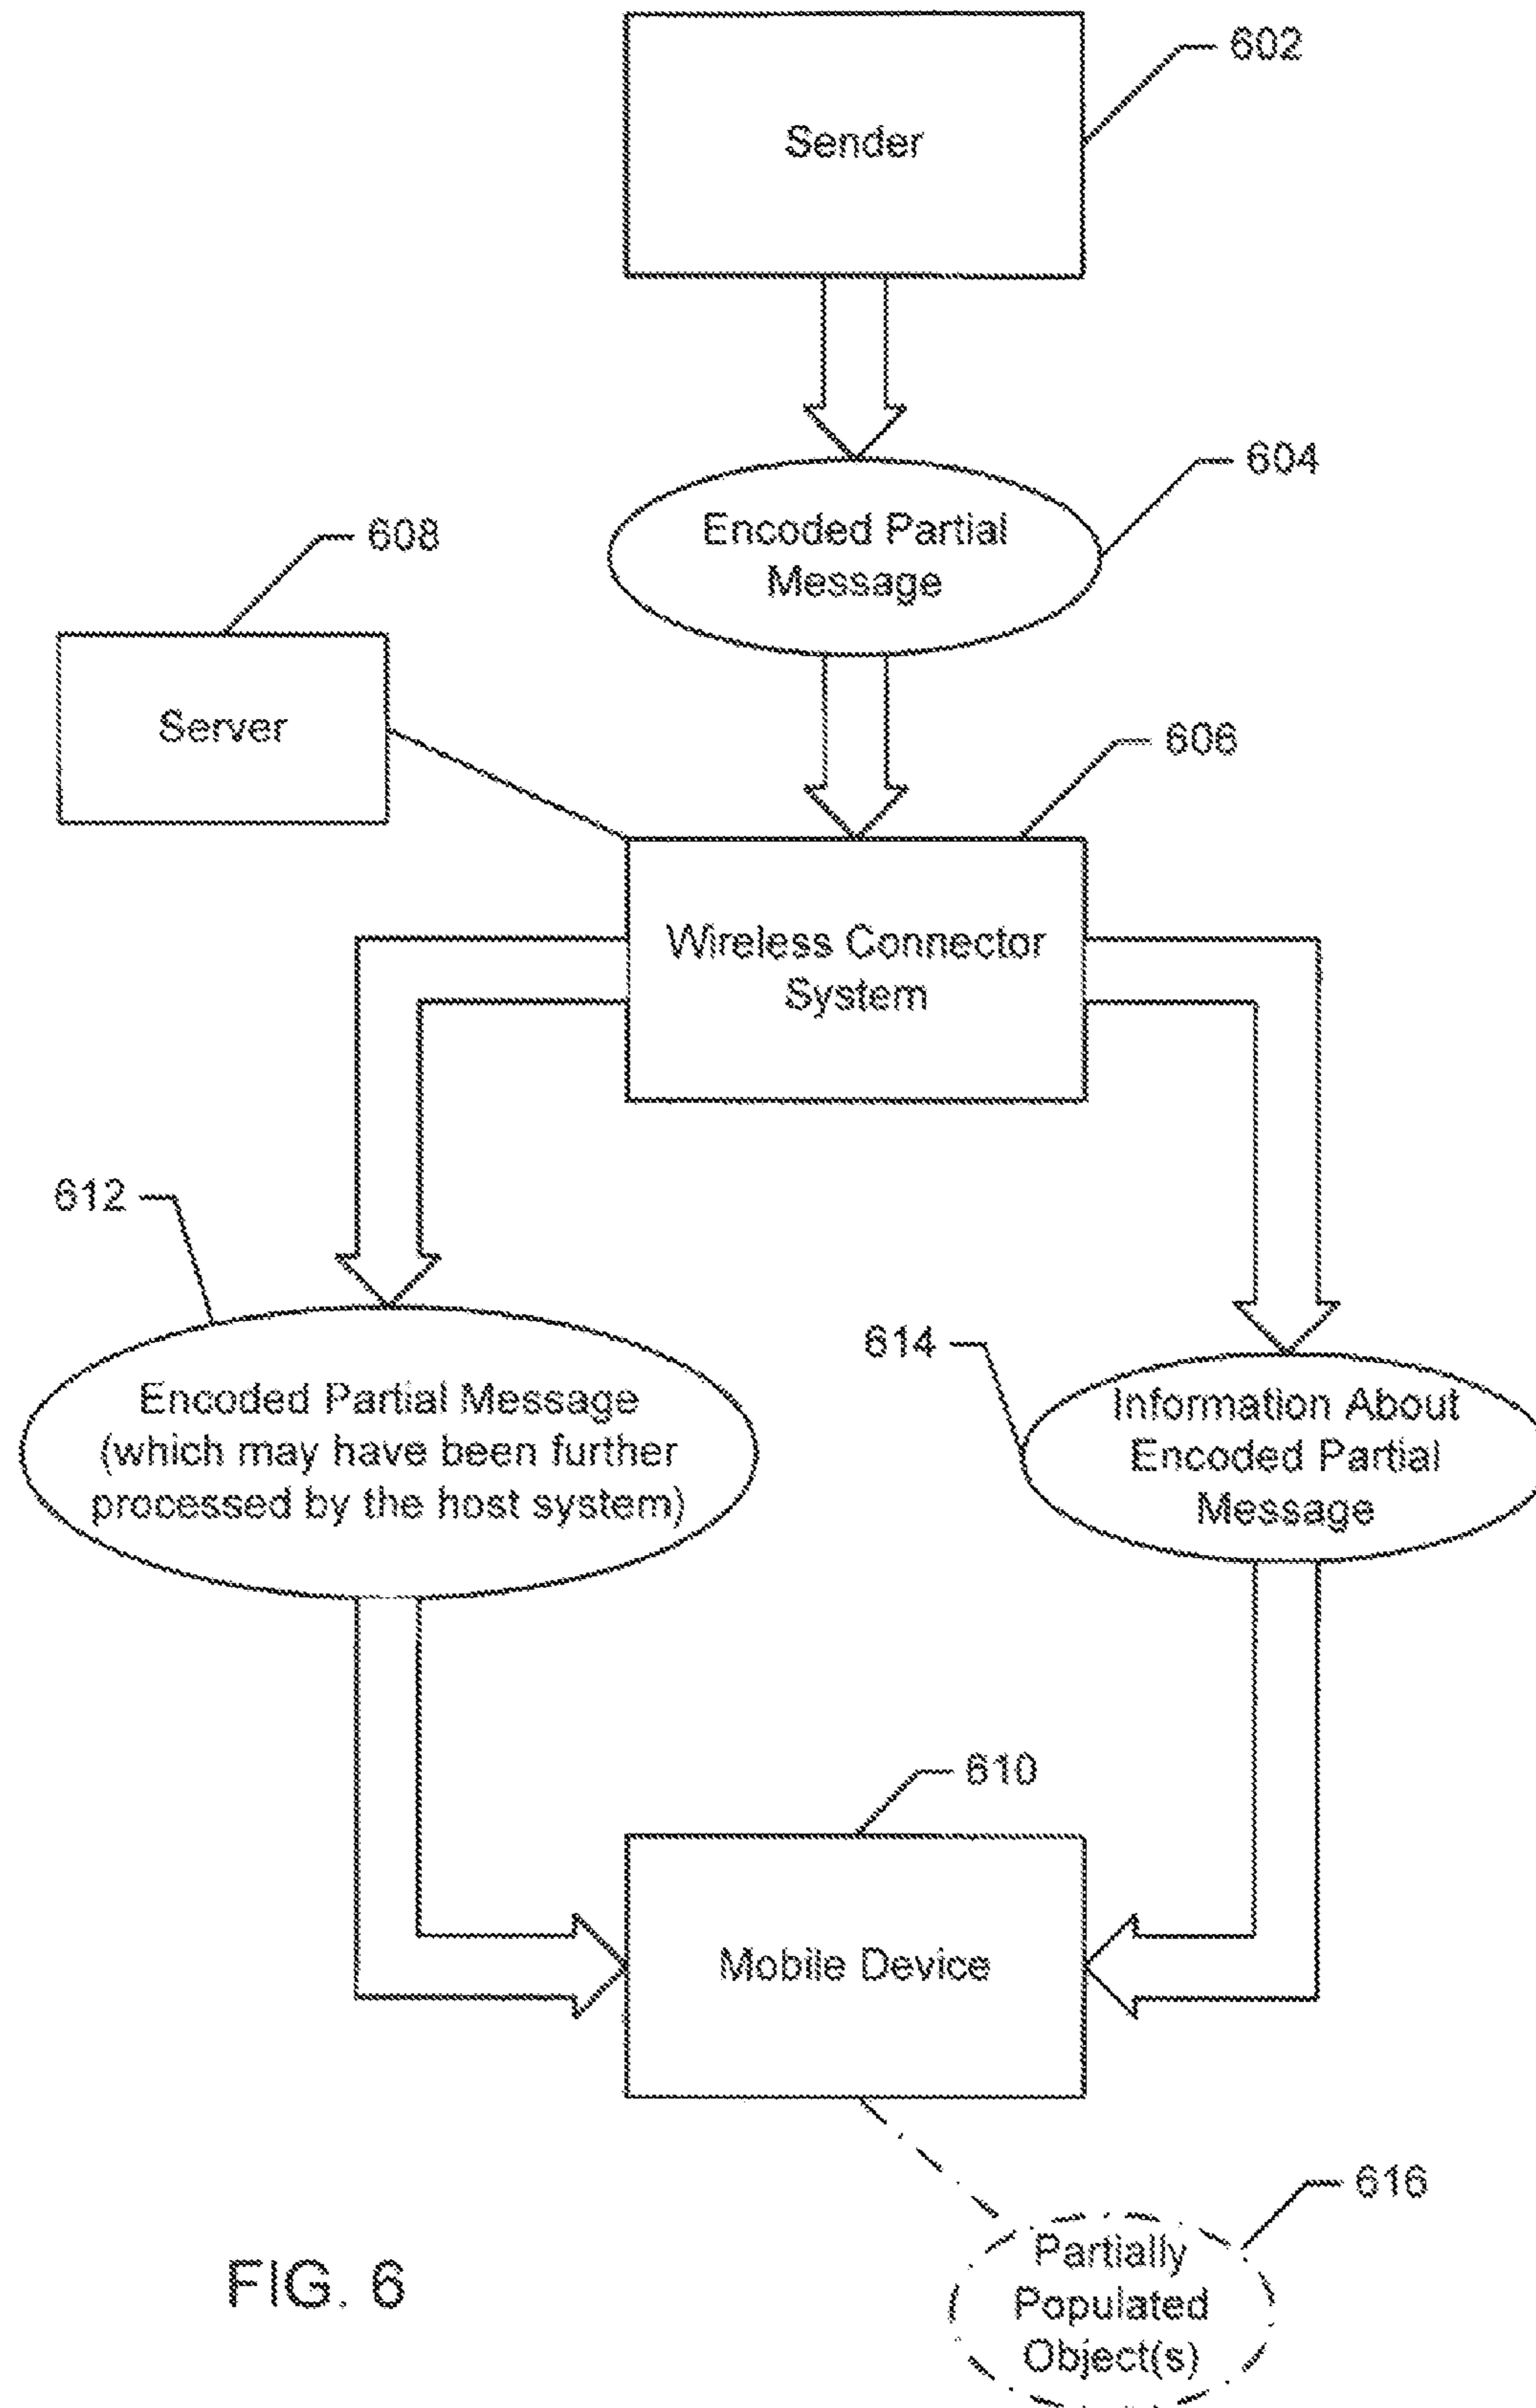 602
Sender
604
Encoded Partial
Message
608
Server
606
Wireless Connector
System
612
614
Encoded Partial Message
(which may have been further
processed by the host system)
Information About
Encoded Partial
Message
610
Mobile Device
616
Partially
Populated
Object(s)
FIG. 6